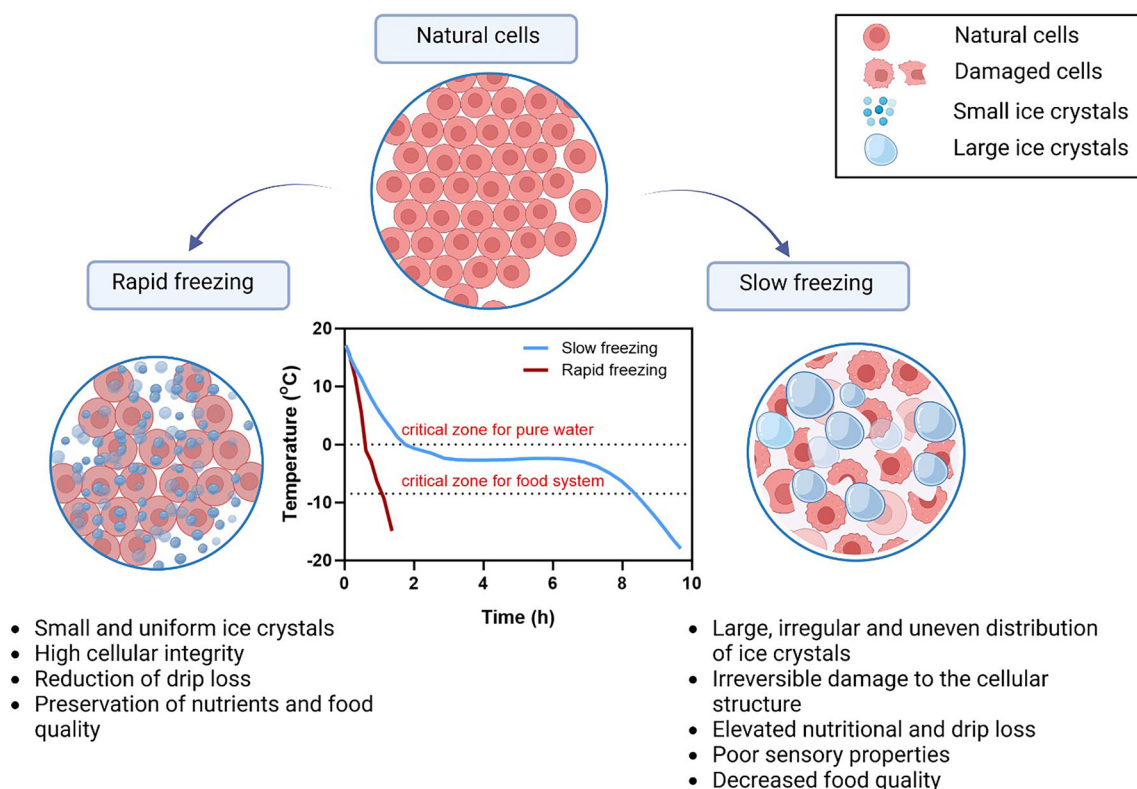 Natural cells
Natural cells
Damaged cells
Small ice crystals
Large ice crystals
Rapid freezing
Slow freezing
20
10
0
-10
-20
Temperature (°C)
Slow freezing
Rapid freezing
critical zone for pure water
critical zone for food system
0
2
4
6
8
10
Time (h)
• Small and uniform ice crystals
• High cellular integrity
• Reduction of drip loss
• Preservation of nutrients and food
quality
• Large, irregular and uneven distribution
of ice crystals
• Irreversible damage to the cellular
structure
• Elevated nutritional and drip loss
• Poor sensory properties
• Decreased food quality